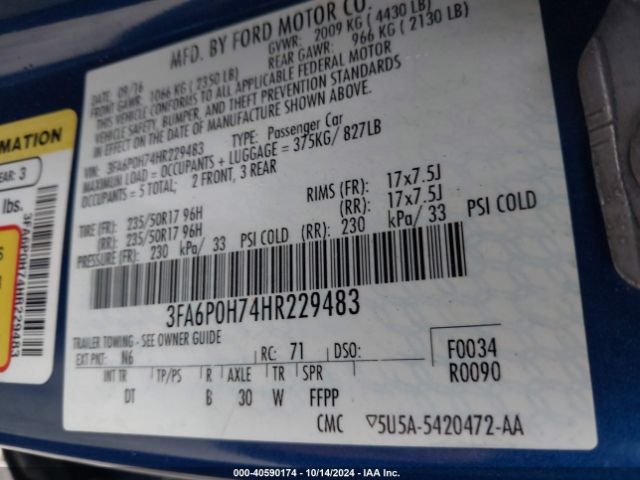 MFD. BY FORD MOTOR CO.
DATE: 09/16
GVWR: 2009 KG ( 4430 LB)
FRONT GAWR: 1066 KG ( 2350 LB)
REAR GAWR: 966 KG ( 2130 LB)
THIS VEHICLE CONFORMS TO ALL APPLICABLE FEDERAL MOTOR
VEHICLE SAFETY, BUMPER, AND THEFT PREVENTION STANDARDS
IN EFFECT ON THE DATE OF MANUFACTURE SHOWN ABOVE.
VIN: 3FA6P0H74HR229483 TYPE: Passenger Car
MAXIMUM LOAD = OCCUPANTS + LUGGAGE = 375KG/ 827LB
OCCUPANTS = 5 TOTAL; 2 FRONT, 3 REAR
TIRE (FR): 235/50R17 96H RIMS (FR): 17x7.5J
(RR): 235/50R17 96H (RR): 17x7.5J
PRESSURE (FR): 230 kPa/ 33 PSI COLD (RR): 230 kPa/ 33 PSI COLD
3FA6P0H74HR229483
TRAILER TOWING - SEE OWNER GUIDE
EXT PNT: N6 RC: 71 DSO: F0034
R0090
INT TR TP/PS R AXLE TR SPR
DT B 30 W FFPP
CMC ▽5U5A-5420472-AA
RMATION
EAR: 3
lbs.
3FA6P0H74HR229483
000-40590174 | 10/14/2024 | IAA Inc.